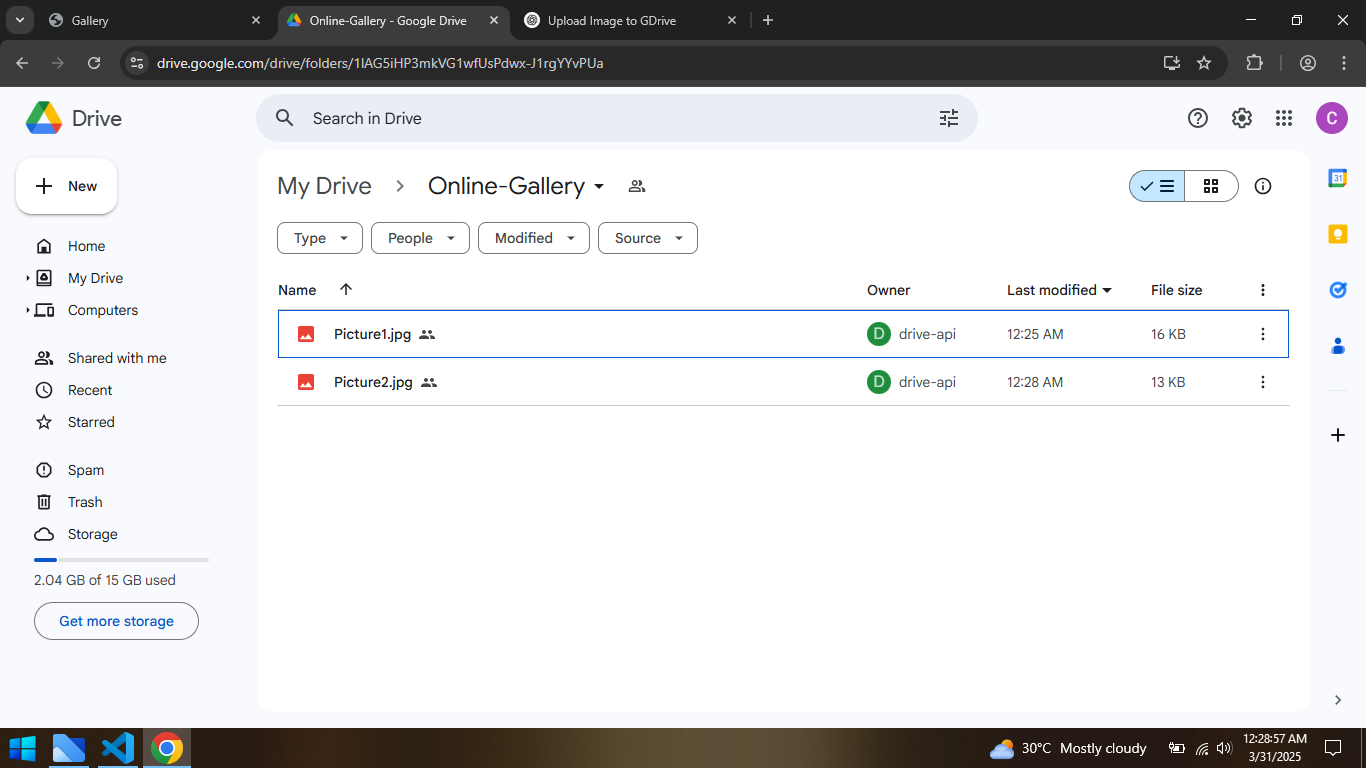 Gallery
Online-Gallery - Google Drive
Upload Image to GDrive
drive.google.com/drive/folders/1lAG5iHP3mkVG1wfUsPdwx-J1rgYYvPUa
Drive
Search in Drive
C
New
My Drive > Online-Gallery
Home
My Drive
Computers
Shared with me
Recent
Starred
Spam
Trash
Storage
2.04 GB of 15 GB used
Get more storage
Type
People
Modified
Source
Name
Owner
Last modified
File size
Picture1.jpg
D
drive-api
12:25 AM
16 KB
Picture2.jpg
D
drive-api
12:28 AM
13 KB
31
30°C Mostly cloudy
12:28:57 AM
3/31/2025